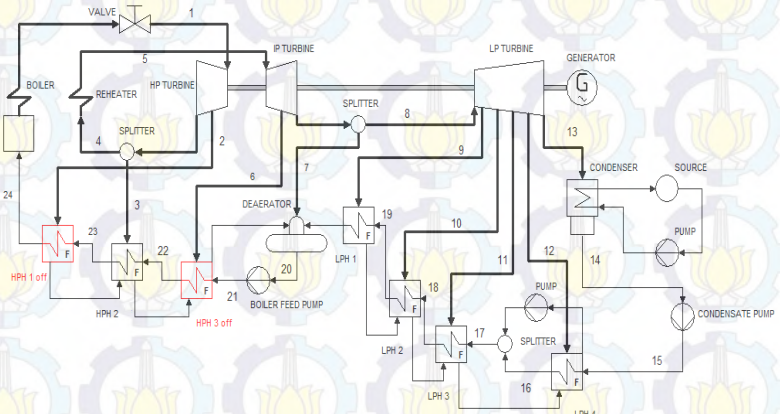 VALVE
1
5
IP TURBINE
LP TURBINE
GENERATOR
G
BOILER
REHEATER
HP TURBINE
SPLITTER
8
13
4
SPLITTER
2
7
9
CONDENSER
SOURCE
3
6
24
DEAERATOR
F
23
F
22
F
19
F
10
PUMP
20
LPH 1
11
12
14
HPH 1 off
21
18
PUMP
HPH 2
BOILER FEED PUMP
F
HPH 3 off
17
CONDENSATE PUMP
LPH 2
F
SPLITTER
15
F
16
LPH 3
LPH 4